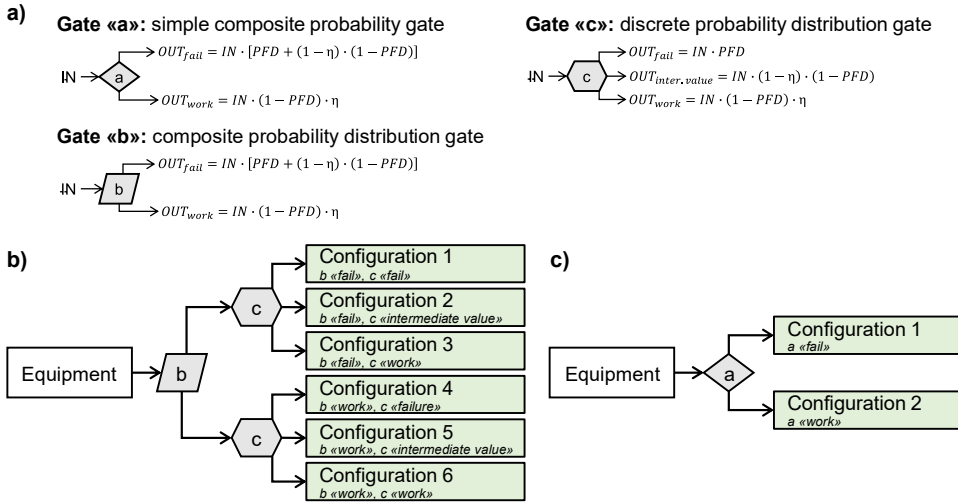 a)
Gate «a»: simple composite probability gate
OUT_fail = IN · [PFD + (1 − η) · (1 − PFD)]
IN
a
OUT_work = IN · (1 − PFD) · η
Gate «c»: discrete probability distribution gate
OUT_fail = IN · PFD
IN
c
OUT_inter.value = IN · (1 − η) · (1 − PFD)
OUT_work = IN · (1 − PFD) · η
Gate «b»: composite probability distribution gate
OUT_fail = IN · [PFD + (1 − η) · (1 − PFD)]
IN
b
OUT_work = IN · (1 − PFD) · η
b)
Equipment
b
c
c
Configuration 1
b «fail», c «fail»
Configuration 2
b «fail», c «intermediate value»
Configuration 3
b «fail», c «work»
Configuration 4
b «work», c «failure»
Configuration 5
b «work», c «intermediate value»
Configuration 6
b «work», c «work»
c)
Equipment
a
Configuration 1
a «fail»
Configuration 2
a «work»